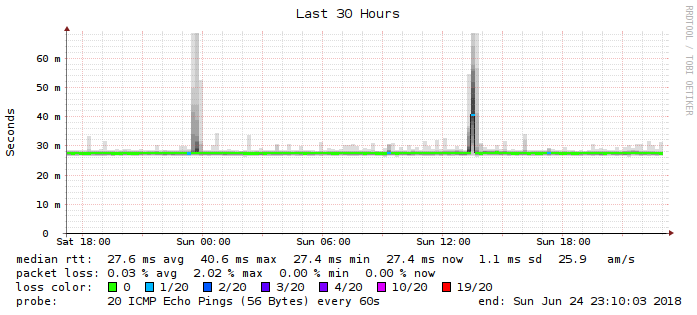 Last 30 Hours
RRDTOOL / TOBI OETIKER
Seconds
60 m
50 m
40 m
30 m
20 m
10 m
0
Sat 18:00 Sun 00:00 Sun 06:00 Sun 12:00 Sun 18:00
median rtt: 27.6 ms avg 40.6 ms max 27.4 ms min 27.4 ms now 1.1 ms sd 25.9 am/s
packet loss: 0.03 % avg 2.02 % max 0.00 % min 0.00 % now
loss color: 0 1/20 2/20 3/20 4/20 10/20 19/20
probe: 20 ICMP Echo Pings (56 Bytes) every 60s end: Sun Jun 24 23:10:03 2018